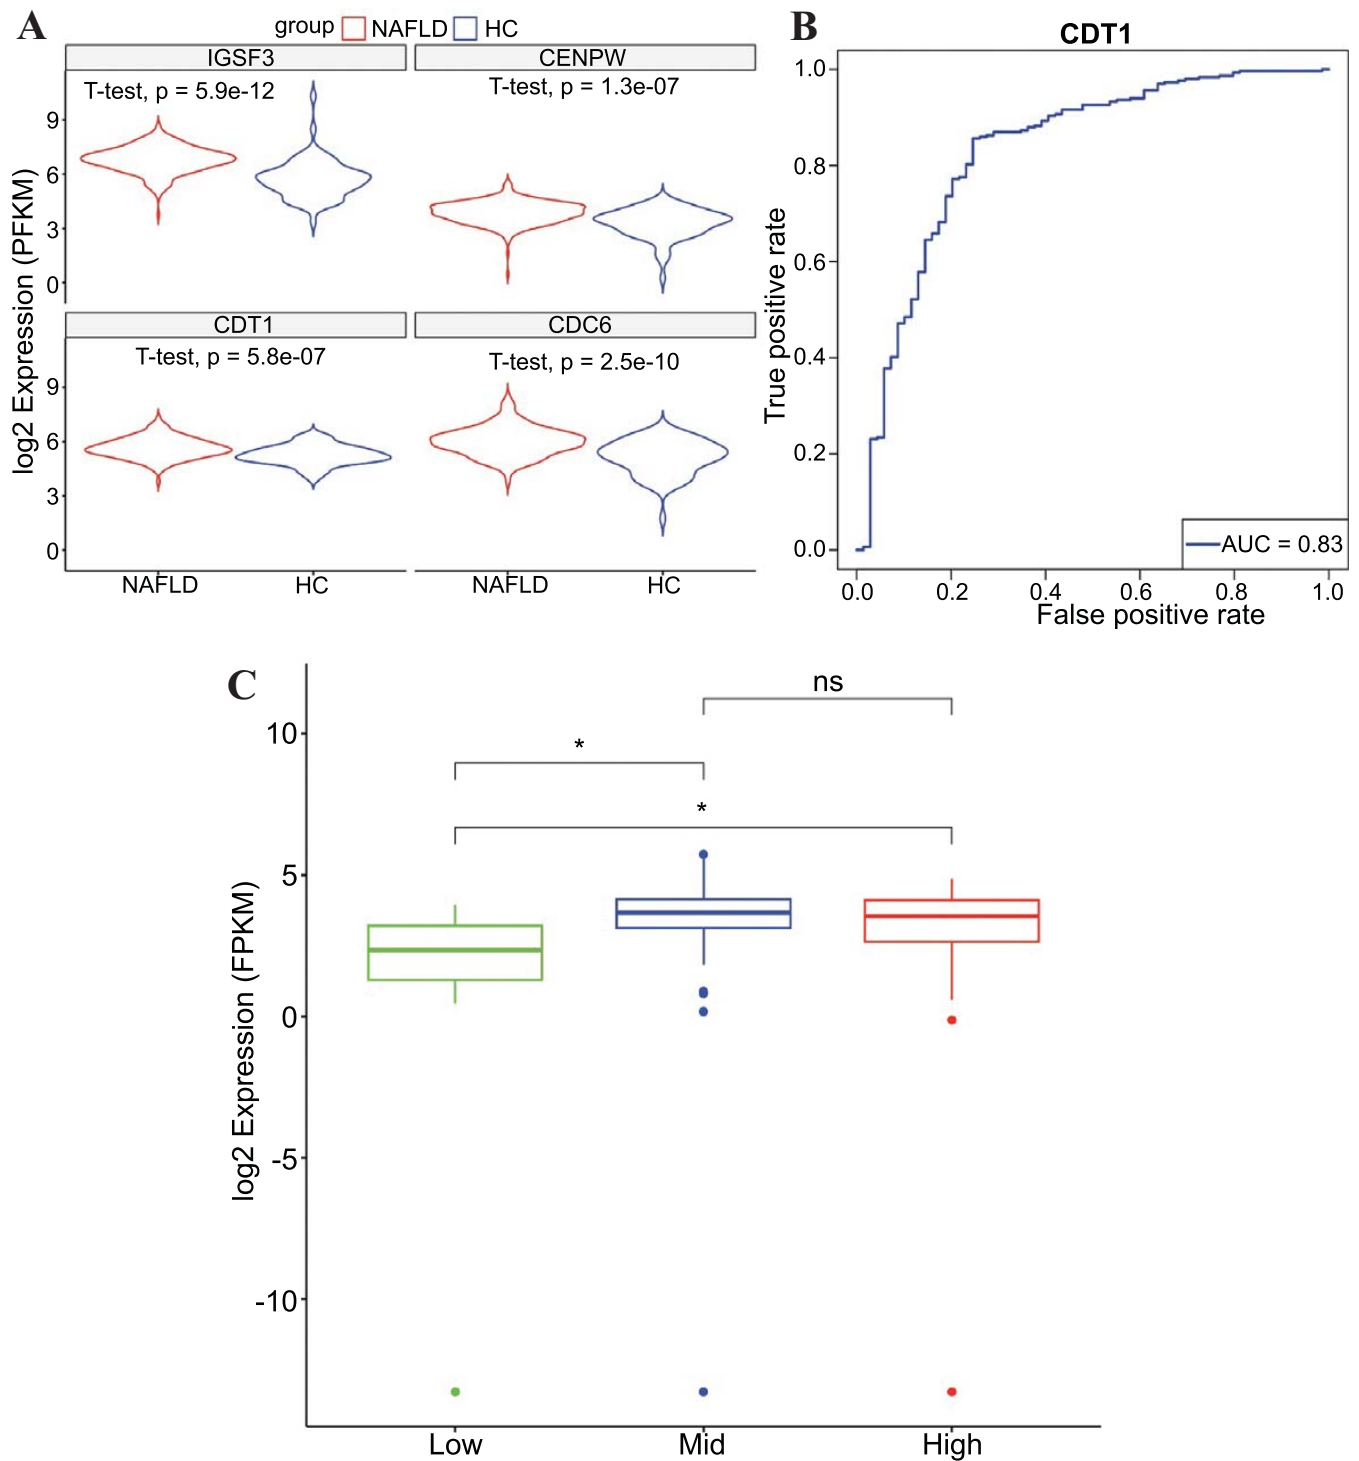 A
group NAFLD HC
IGSF3
CENPW
T-test, p = 5.9e-12
T-test, p = 1.3e-07
9
6
3
0
CDT1
CDC6
T-test, p = 5.8e-07
T-test, p = 2.5e-10
9
6
3
0
log2 Expression (PFKM)
NAFLD HC NAFLD HC
B
CDT1
1.0
0.8
0.6
0.4
0.2
0.0
True positive rate
AUC = 0.83
0.0 0.2 0.4 0.6 0.8 1.0
False positive rate
C
ns
*
*
10
5
0
-5
-10
log2 Expression (FPKM)
Low Mid High